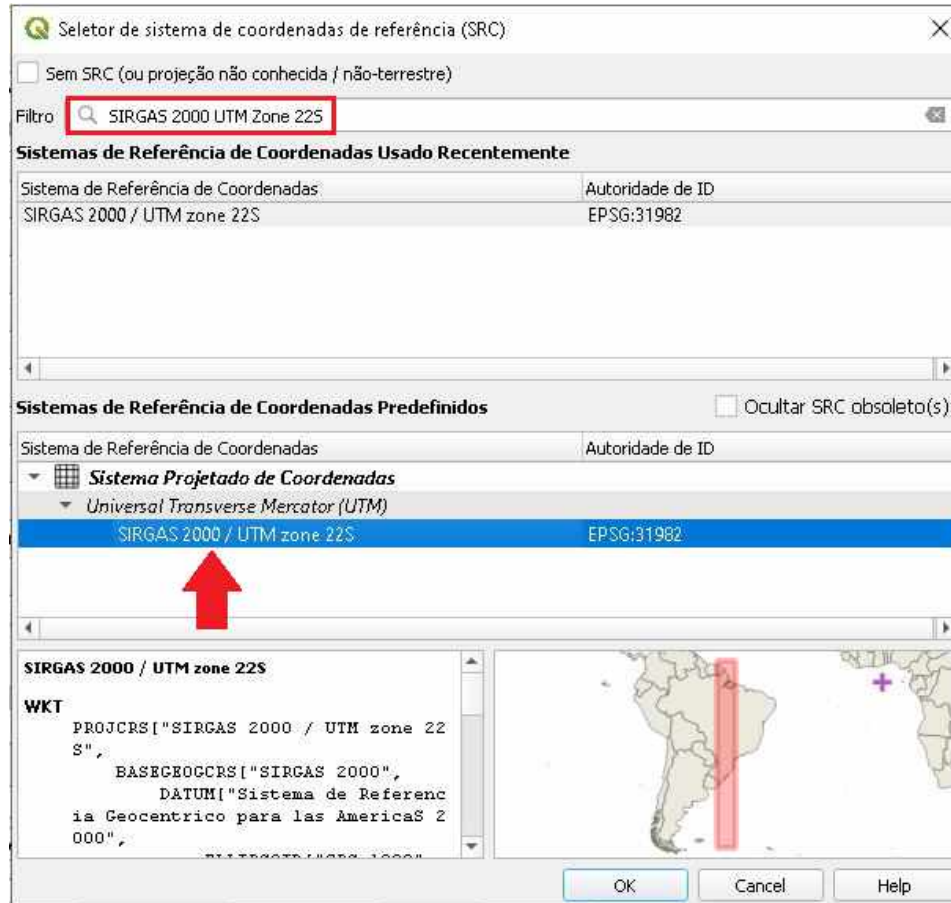 Seletor de sistema de coordenadas de referência (SRC)
Sem SRC (ou projeção não conhecida / não-terrestre)
Filtro SIRGAS 2000 UTM Zone 22S
Sistemas de Referência de Coordenadas Usado Recentemente
Sistema de Referência de Coordenadas Autoridade de ID
SIRGAS 2000 / UTM zone 22S EPSG:31982
Sistemas de Referência de Coordenadas Predefinidos Ocultar SRC obsoleto(s)
Sistema de Referência de Coordenadas Autoridade de ID
Sistema Projetado de Coordenadas
Universal Transverse Mercator (UTM)
SIRGAS 2000 / UTM zone 22S EPSG:31982
SIRGAS 2000 / UTM zone 22S
WKT
PROJCRS["SIRGAS 2000 / UTM zone 22
S",
BASEGEOGCRS["SIRGAS 2000",
DATUM["Sistema de Referenc
ia Geocentrico para las AmericaS 2
000",
OK Cancel Help